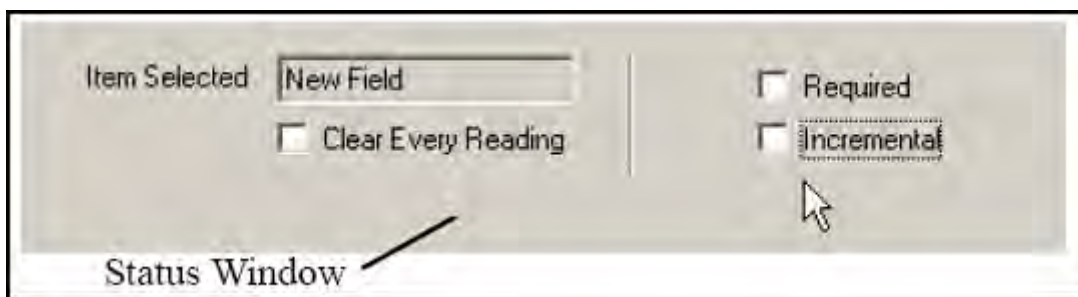 Item Selected New Field
Clear Every Reading
Required
Incremental
Status Window